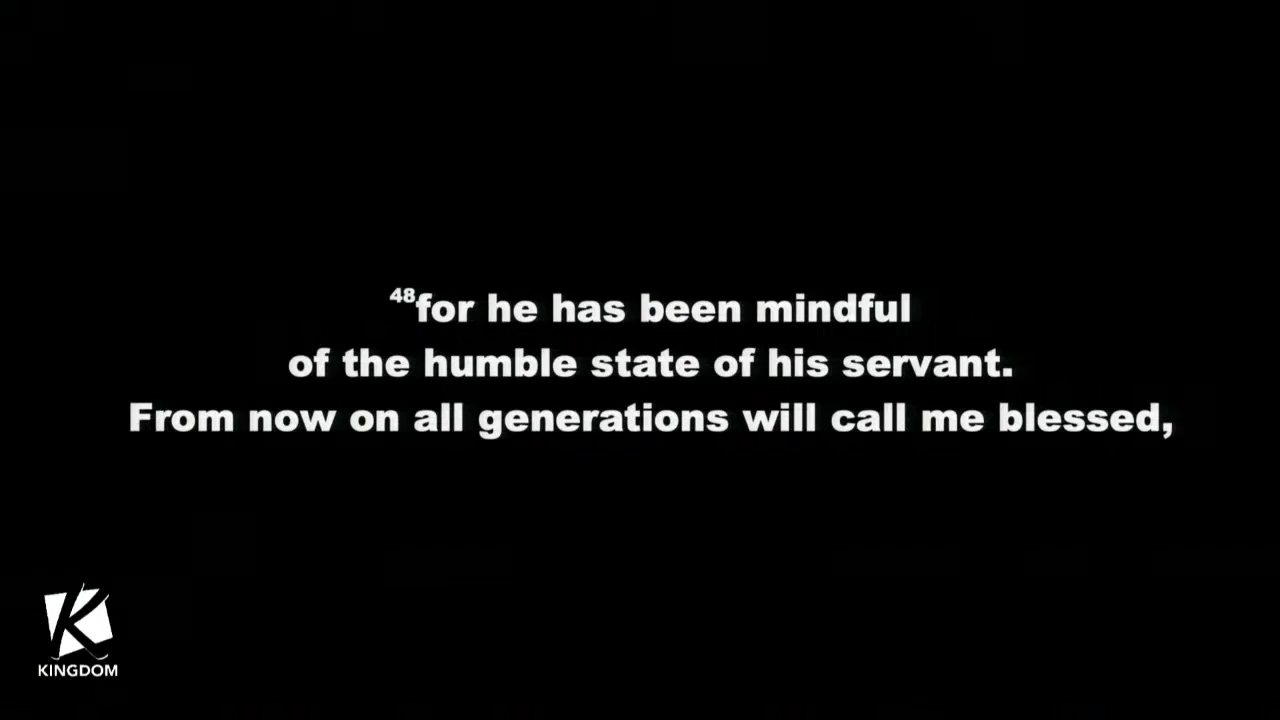 48for he has been mindful
of the humble state of his servant.
From now on all generations will call me blessed,
K
KINGDOM